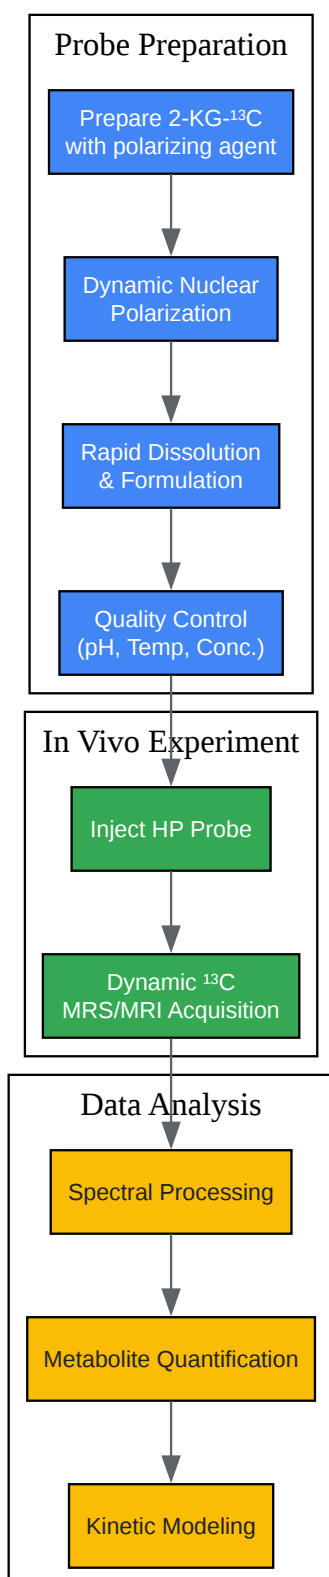 Probe Preparation
Prepare 2-KG-¹³C
with polarizing agent
Dynamic Nuclear
Polarization
Rapid Dissolution
& Formulation
Quality Control
(pH, Temp, Conc.)
In Vivo Experiment
Inject HP Probe
Dynamic ¹³C
MRS/MRI Acquisition
Data Analysis
Spectral Processing
Metabolite Quantification
Kinetic Modeling